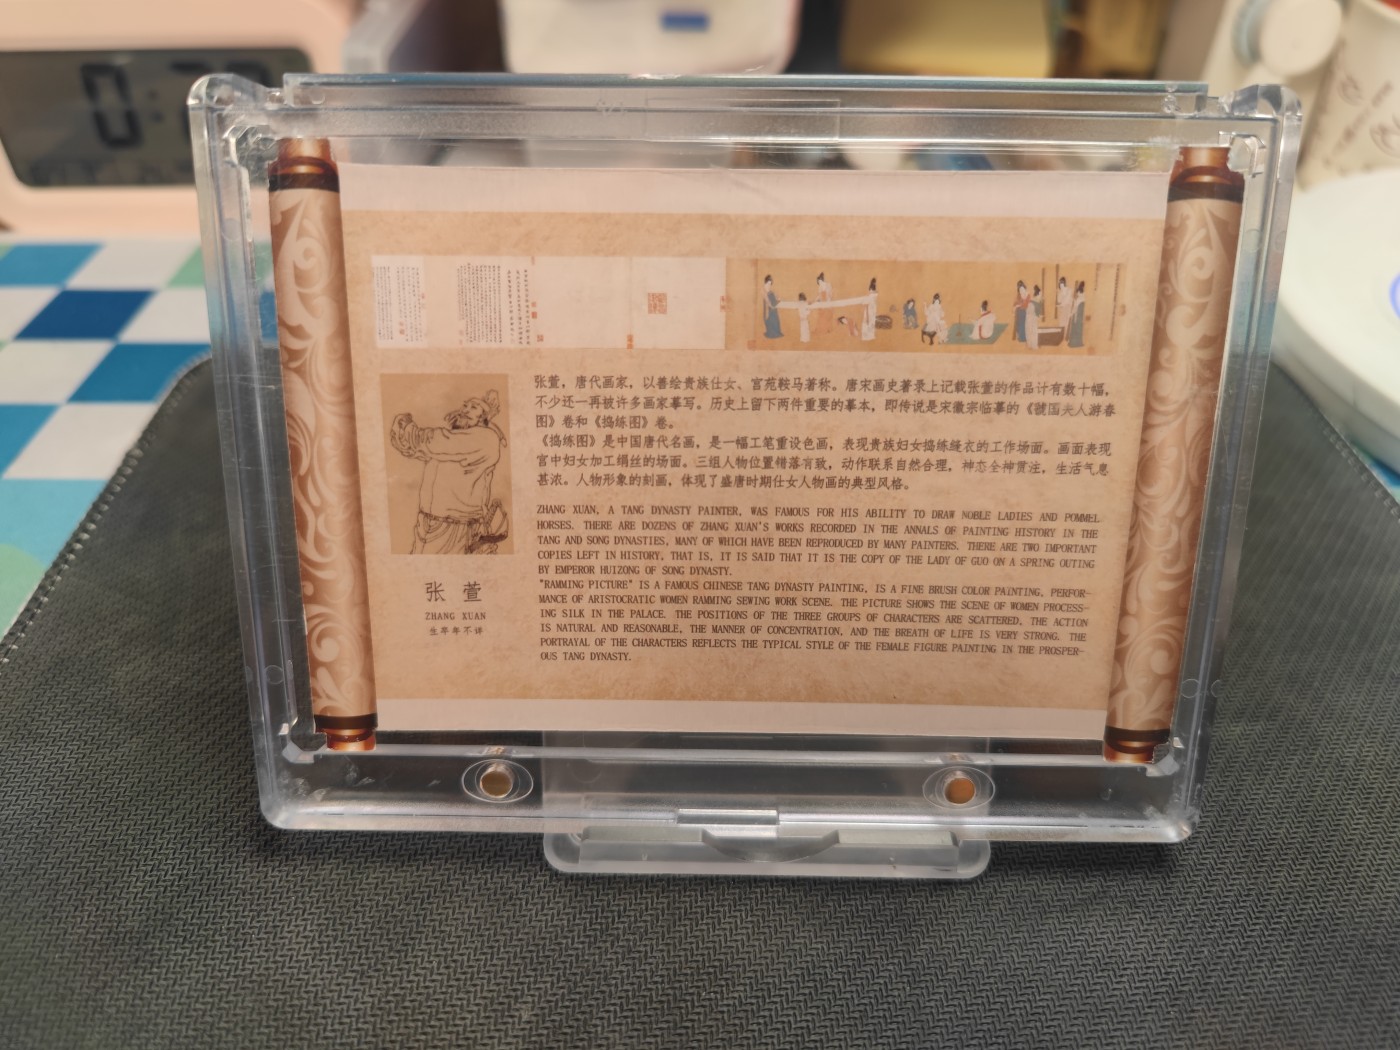 张萱，唐代画家，以善绘贵族仕女、宫苑鞍马著称。唐宋画史著录上记载张萱的作品计有数十幅，
不少还一再被许多画家摹写。历史上留下两件重要的摹本，即传说是宋徽宗临摹的《虢国夫人游春
图》卷和《捣练图》卷。
《捣练图》是中国唐代名画，是一幅工笔重设色画，表现贵族妇女捣练缝衣的工作场面。画面表现
宫中妇女加工绢丝的场面。三组人物位置错落有致，动作联系自然合理，神态全神贯注，生活气息
甚浓。人物形象的刻画，体现了盛唐时期仕女人物画的典型风格。
ZHANG XUAN, A TANG DYNASTY PAINTER, WAS FAMOUS FOR HIS ABILITY TO DRAW NOBLE LADIES AND POMMEL
HORSES. THERE ARE DOZENS OF ZHANG XUAN'S WORKS RECORDED IN THE ANNALS OF PAINTING HISTORY IN THE
TANG AND SONG DYNASTIES, MANY OF WHICH HAVE BEEN REPRODUCED BY MANY PAINTERS. THERE ARE TWO IMPORTANT
COPIES LEFT IN HISTORY, THAT IS, IT IS SAID THAT IT IS THE COPY OF THE LADY OF GUO ON A SPRING OUTING
BY EMPEROR HUIZONG OF SONG DYNASTY.
"RAMMING PICTURE" IS A FAMOUS CHINESE TANG DYNASTY PAINTING, IS A FINE BRUSH COLOR PAINTING, PERFOR-
MANCE OF ARISTOCRATIC WOMEN RAMMING SEWING WORK SCENE. THE PICTURE SHOWS THE SCENE OF WOMEN PROCESS-
ING SILK IN THE PALACE. THE POSITIONS OF THE THREE GROUPS OF CHARACTERS ARE SCATTERED, THE ACTION
IS NATURAL AND REASONABLE, THE MANNER OF CONCENTRATION, AND THE BREATH OF LIFE IS VERY STRONG. THE
PORTRAYAL OF THE CHARACTERS REFLECTS THE TYPICAL STYLE OF THE FEMALE FIGURE PAINTING IN THE PROSPER-
OUS TANG DYNASTY.
张 萱
ZHANG XUAN
生卒年不详